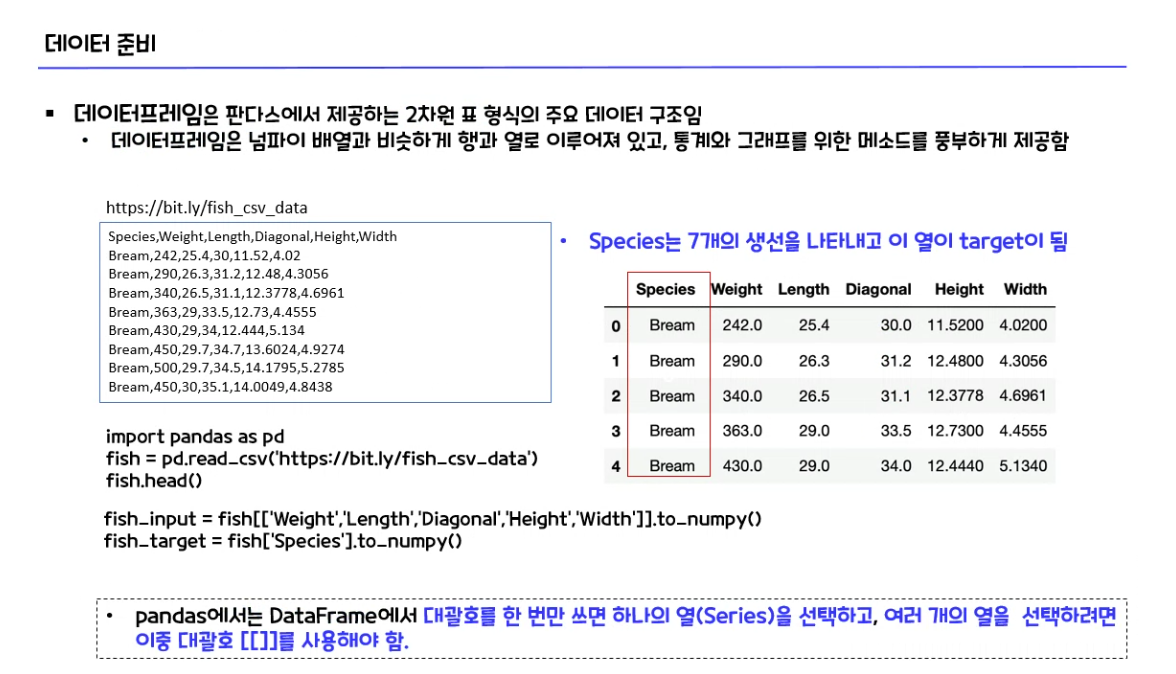 데이터 준비
▪ 데이터프레임은 판다스에서 제공하는 2차원 표 형식의 주요 데이터 구조임
• 데이터프레임은 넘파이 배열과 비슷하게 행과 열로 이루어져 있고, 통계와 그래프를 위한 메소드를 풍부하게 제공함
https://bit.ly/fish_csv_data
Species,Weight,Length,Diagonal,Height,Width
Bream,242,25.4,30,11.52,4.02
Bream,290,26.3,31.2,12.48,4.3056
Bream,340,26.5,31.1,12.3778,4.6961
Bream,363,29,33.5,12.73,4.4555
Bream,430,29,34,12.444,5.134
Bream,450,29.7,34.7,13.6024,4.9274
Bream,500,29.7,34.5,14.1795,5.2785
Bream,450,30,35.1,14.0049,4.8438
• Species는 7개의 생선을 나타내고 이 열이 target이 됨
Species Weight Length Diagonal Height Width
0 Bream 242.0 25.4 30.0 11.5200 4.0200
1 Bream 290.0 26.3 31.2 12.4800 4.3056
2 Bream 340.0 26.5 31.1 12.3778 4.6961
3 Bream 363.0 29.0 33.5 12.7300 4.4555
4 Bream 430.0 29.0 34.0 12.4440 5.1340
import pandas as pd
fish = pd.read_csv('https://bit.ly/fish_csv_data')
fish.head()
fish_input = fish[['Weight','Length','Diagonal','Height','Width']].to_numpy()
fish_target = fish['Species'].to_numpy()
• pandas에서는 DataFrame에서 대괄호를 한 번만 쓰면 하나의 열(Series)을 선택하고, 여러 개의 열을 선택하려면
이중 대괄호 [[]]를 사용해야 함.